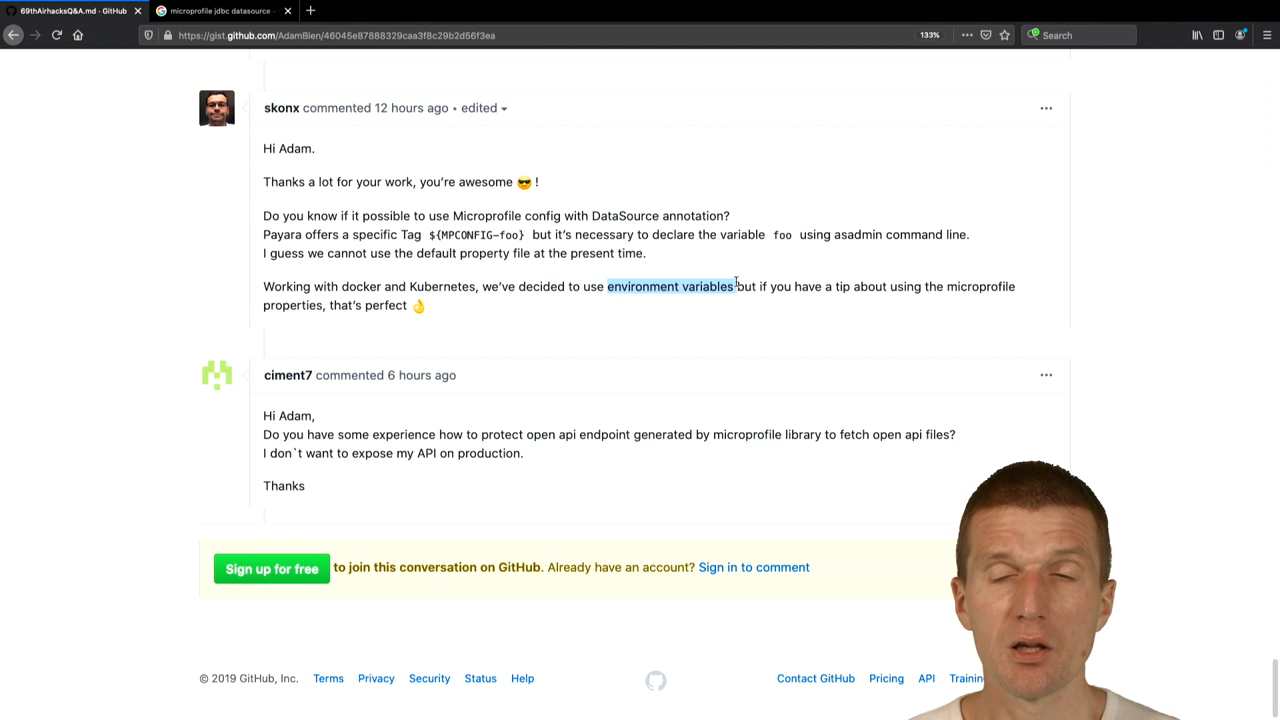 69thAirhacksQ&A.md · GitHub
microprofile jdbc datasource
https://gist.github.com/AdamBien/46045e87888329caa3f8c29b2d56f3ea
133%
Search
skonx commented 12 hours ago • edited
Hi Adam.
Thanks a lot for your work, you're awesome 😎 !
Do you know if it possible to use Microprofile config with DataSource annotation?
Payara offers a specific Tag ${MPCONFIG-foo} but it's necessary to declare the variable foo using asadmin command line.
I guess we cannot use the default property file at the present time.
Working with docker and Kubernetes, we've decided to use environment variables but if you have a tip about using the microprofile
properties, that's perfect 👌
ciment7 commented 6 hours ago
Hi Adam,
Do you have some experience how to protect open api endpoint generated by microprofile library to fetch open api files?
I don`t want to expose my API on production.
Thanks
Sign up for free to join this conversation on GitHub. Already have an account? Sign in to comment
© 2019 GitHub, Inc. Terms Privacy Security Status Help Contact GitHub Pricing API